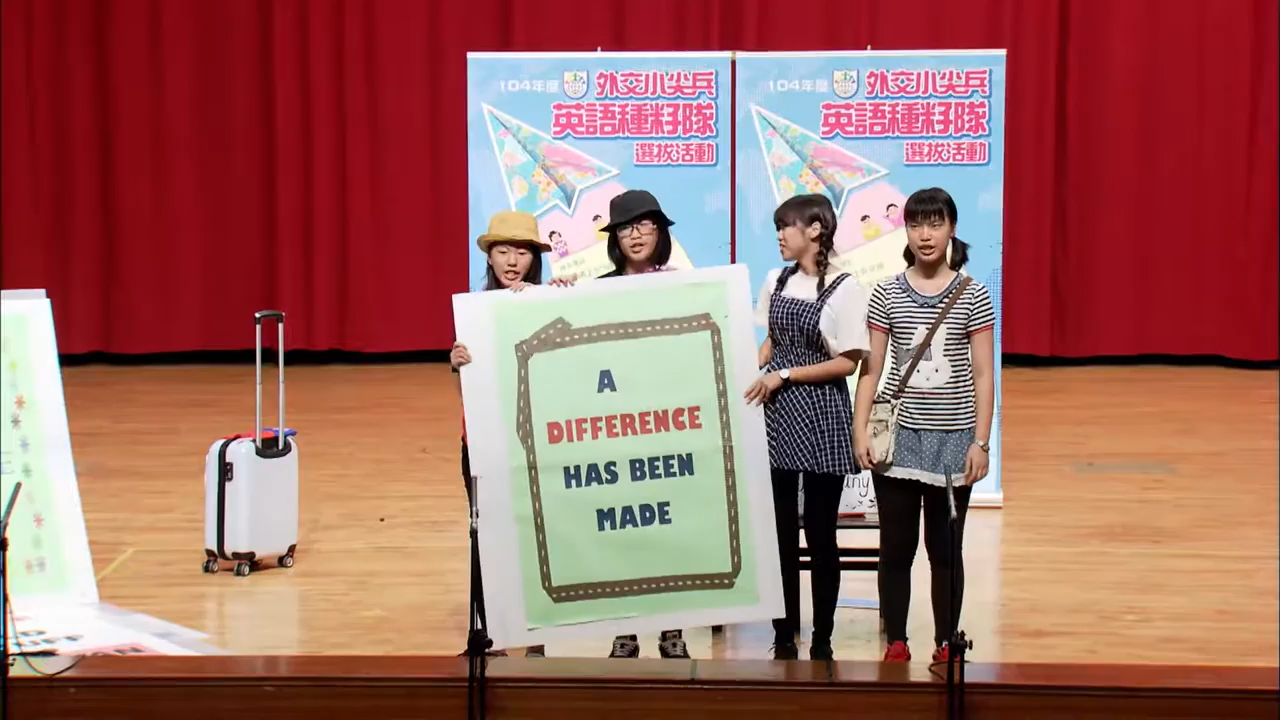 104年度 外交小尖兵
英語種籽隊
選拔活動
104年度 外交小尖兵
英語種籽隊
選拔活動
A
DIFFERENCE
HAS BEEN
MADE